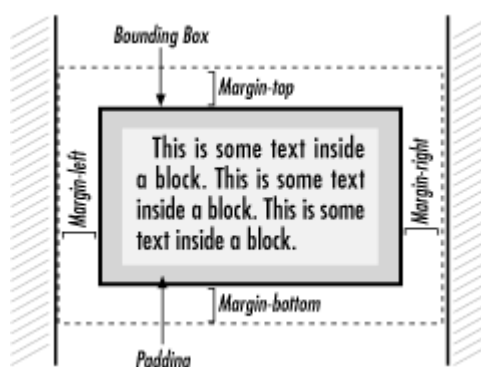 Bounding Box
Margin-top
Margin-left
This is some text inside
a block. This is some text
inside a block. This is some
text inside a block.
Margin-right
Margin-bottom
Padding